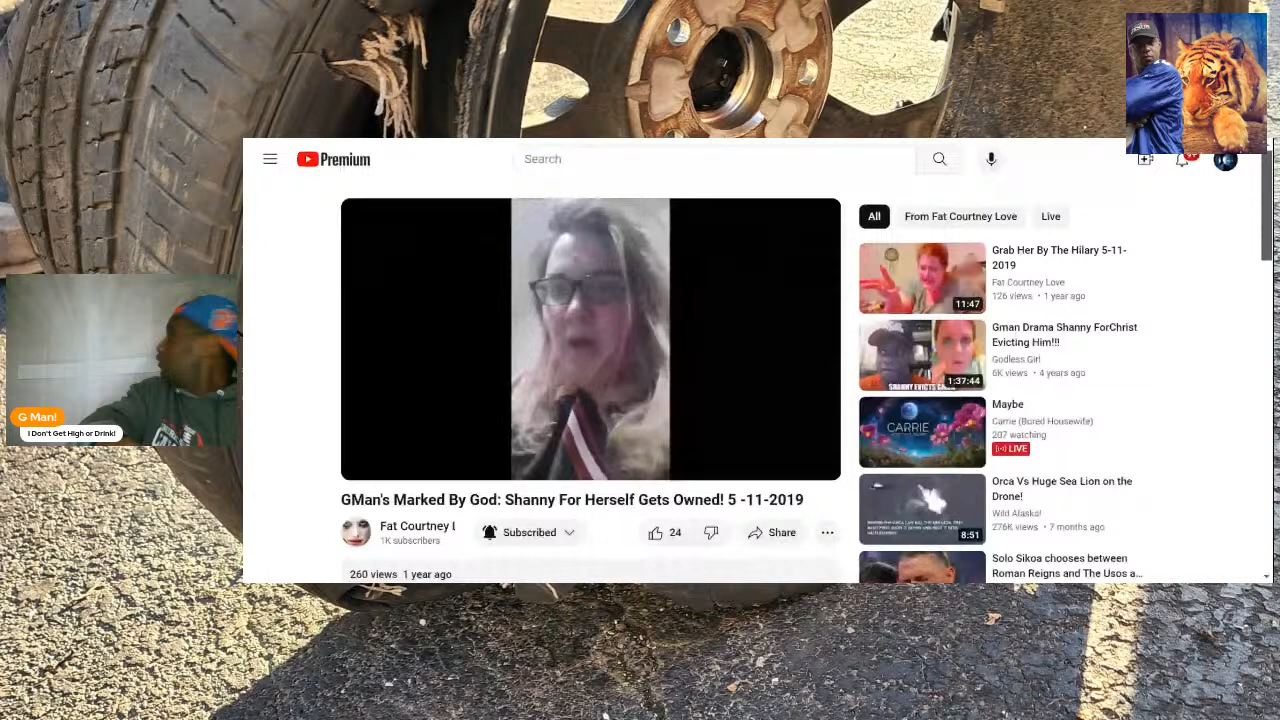 Premium
Search
All
From Fat Courtney Love
Live
Grab Her By The Hilary 5-11-
2019
Fat Courtney Love
126 views • 1 year ago
11:47
Gman Drama Shanny ForChrist
Evicting Him!!!
Godless Girl
6K views • 4 years ago
1:37:44
SHANNY EVICTS
Maybe
Carrie (Bored Housewife)
207 watching
LIVE
CARRIE
Orca Vs Huge Sea Lion on the
Drone!
Wild Alaska!
276K views • 7 months ago
8:51
Solo Sikoa chooses between
Roman Reigns and The Usos a...
G Man!
I Don't Get High or Drink!
GMan's Marked By God: Shanny For Herself Gets Owned! 5 -11-2019
Fat Courtney L
1K subscribers
Subscribed
24
Share
260 views 1 year ago